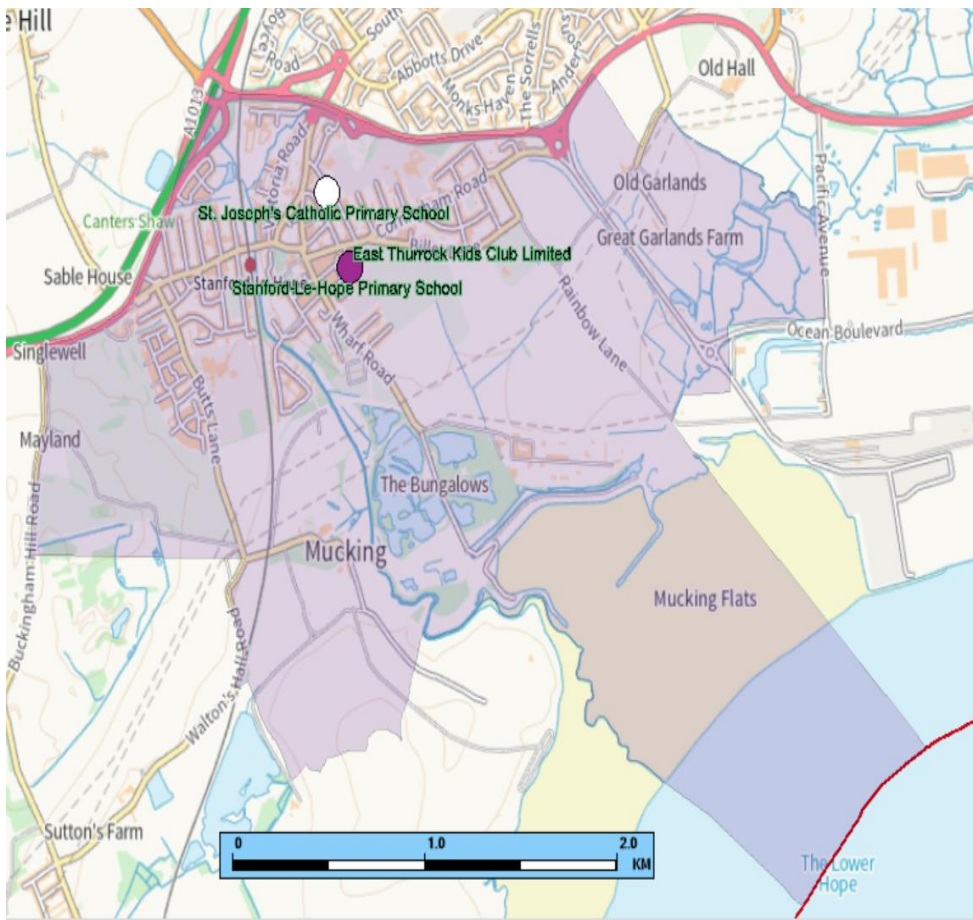 e Hill
Abbotts Drive
South
Road
Monks Haven
The Sorrells
Ander
sons
Old Hall
A1013
Victoria Road
Corringham Road
Old Garlands
Pacific Avenue
St. Joseph's Catholic Primary School
Canters Shaw
Great Garlands Farm
East Thurrock Kids Club Limited
Sable House
Stanford-Le-Hope Primary School
Rainbow Lane
Wharf Road
Ocean Boulevard
Singlewell
Butts Lane
Mayland
The Bungalows
Buckingham Hill Road
Mucking
Mucking Flats
Walton's Hall Road
Sutton's Farm
0 1.0 2.0
KM
The Lower
Hope